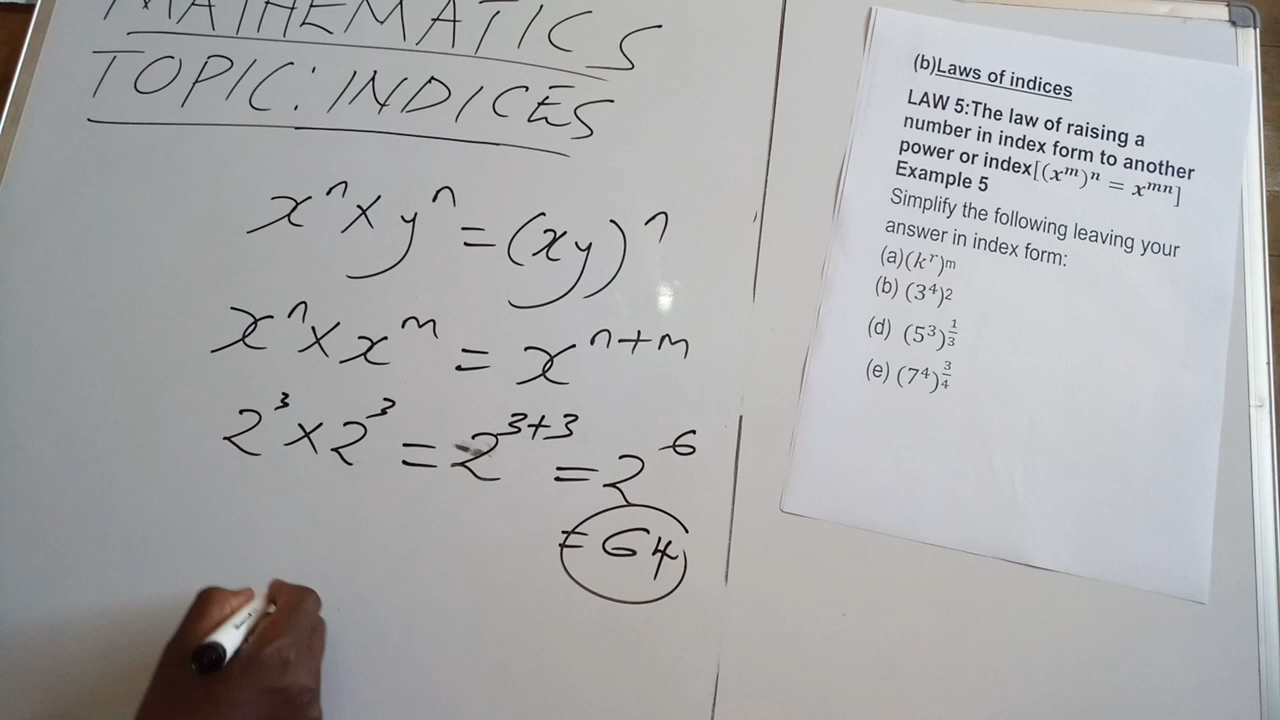 MATHEMATICS
TOPIC: INDICES
xⁿ × yⁿ = (xy)ⁿ
xⁿ × xᵐ = xⁿ⁺ᵐ
2³ × 2³ = 2³⁺³ = 2⁶
= 64
(b)Laws of indices
LAW 5:The law of raising a
number in index form to another
power or index[(xᵐ)ⁿ = xᵐⁿ]
Example 5
Simplify the following leaving your
answer in index form:
(a)(kʳ)ᵐ
(b) (3⁴)²
(d) (5³)^(1/3)
(e) (7⁴)^(3/4)